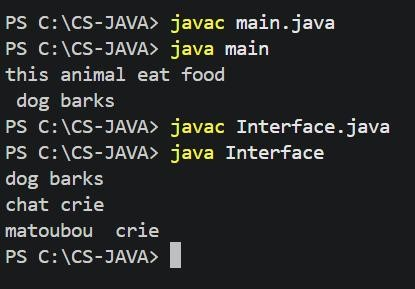 PS C:\CS-JAVA> javac main.java
PS C:\CS-JAVA> java main
this animal eat food
 dog barks
PS C:\CS-JAVA> javac Interface.java
PS C:\CS-JAVA> java Interface
dog barks
chat crie
matoubou  crie
PS C:\CS-JAVA>